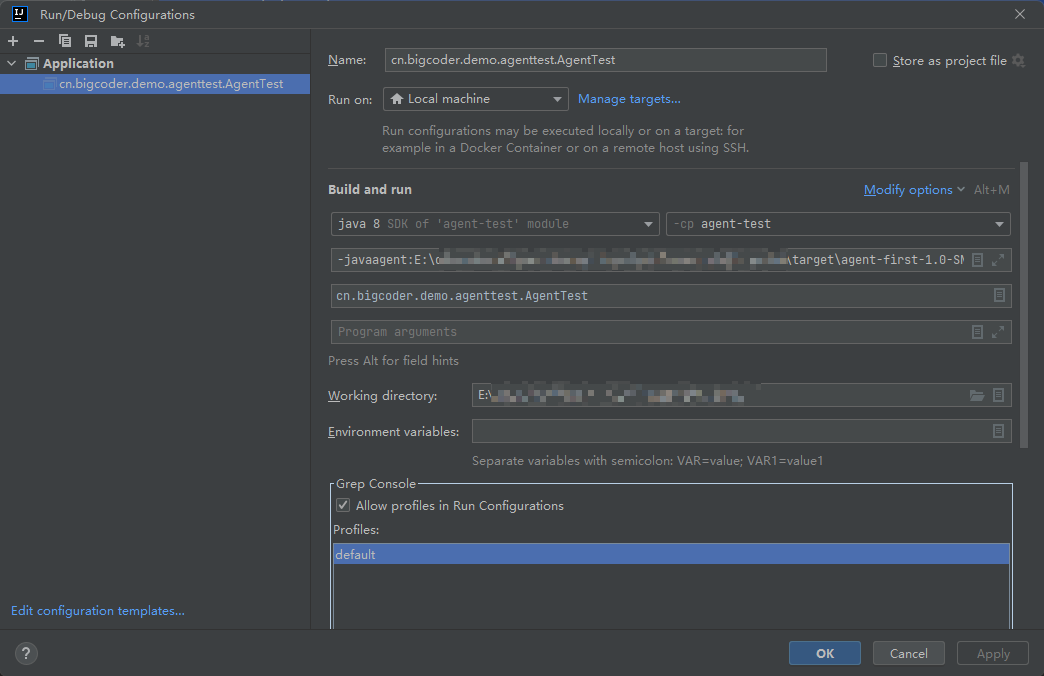 Run/Debug Configurations
Application
cn.bigcoder.demo.agenttest.AgentTest
Name: cn.bigcoder.demo.agenttest.AgentTest Store as project file
Run on: Local machine Manage targets...
Run configurations may be executed locally or on a target: for
example in a Docker Container or on a remote host using SSH.
Build and run Modify options Alt+M
java 8 SDK of 'agent-test' module -cp agent-test
-javaagent:E:\ \target\agent-first-1.0-SN
cn.bigcoder.demo.agenttest.AgentTest
Program arguments
Press Alt for field hints
Working directory: E:\
Environment variables:
Separate variables with semicolon: VAR=value; VAR1=value1
Grep Console
Allow profiles in Run Configurations
Profiles:
default
Edit configuration templates...
? OK Cancel Apply